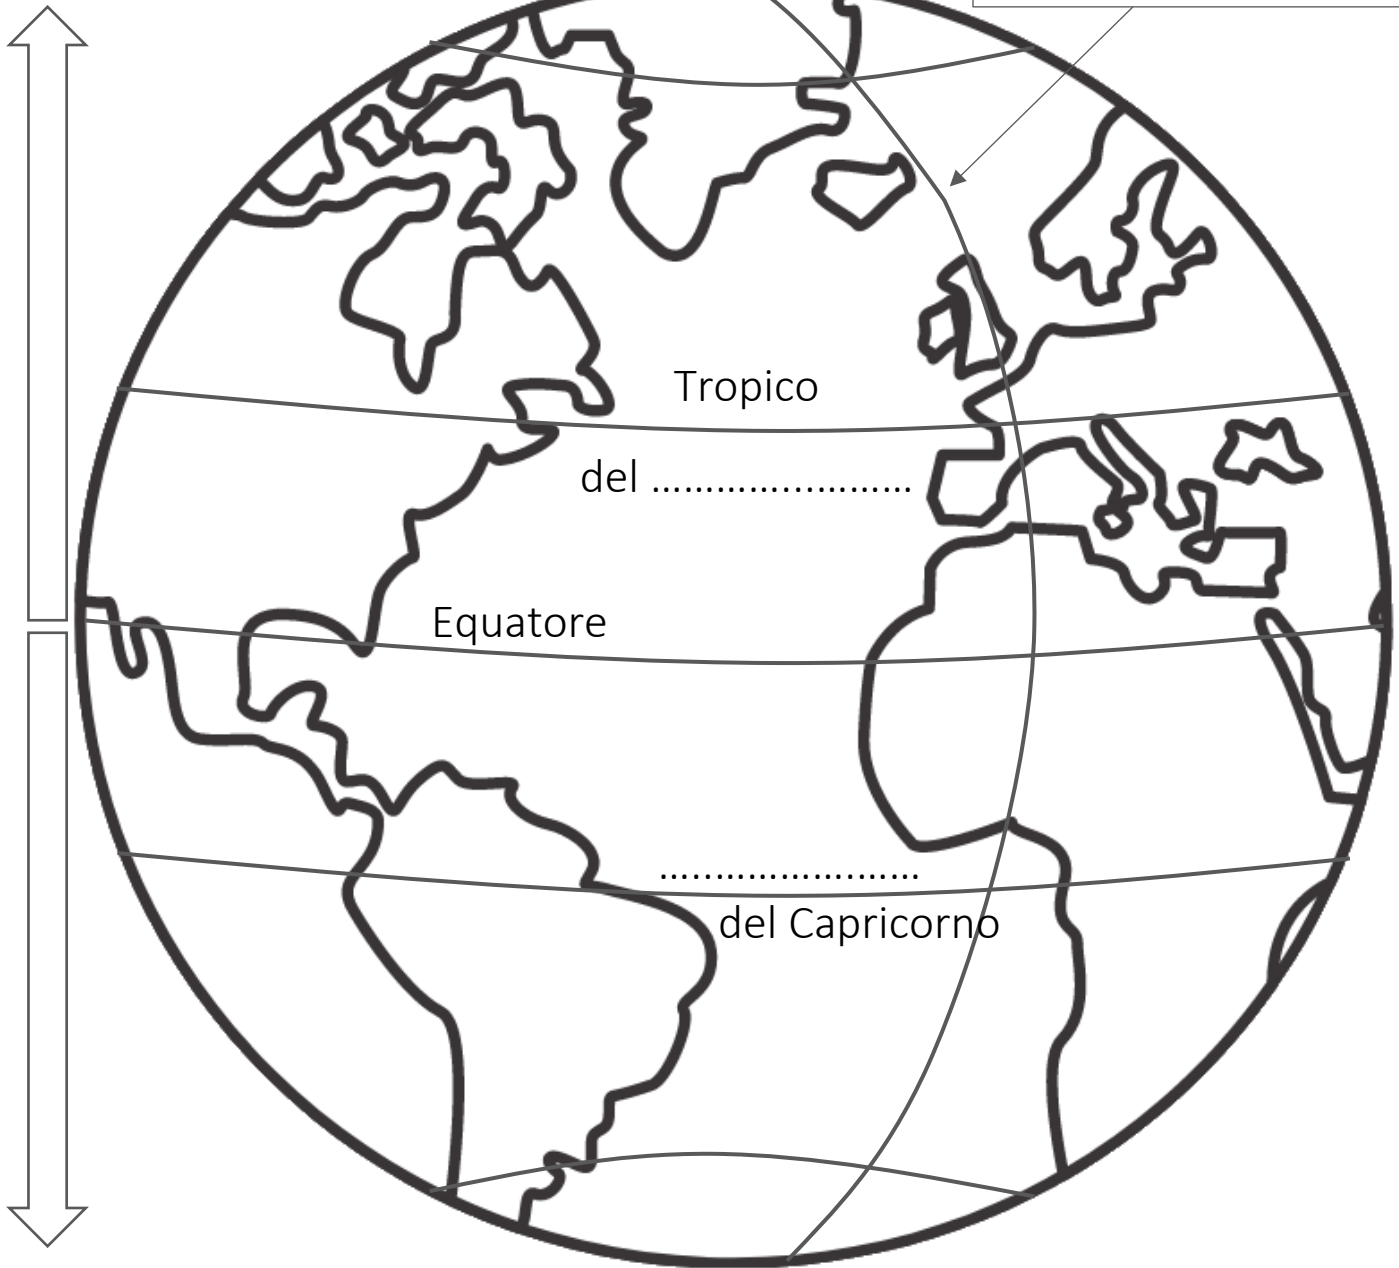 Tropico
del ……………..…………
Equatore
…..……………….……
del Capricorno